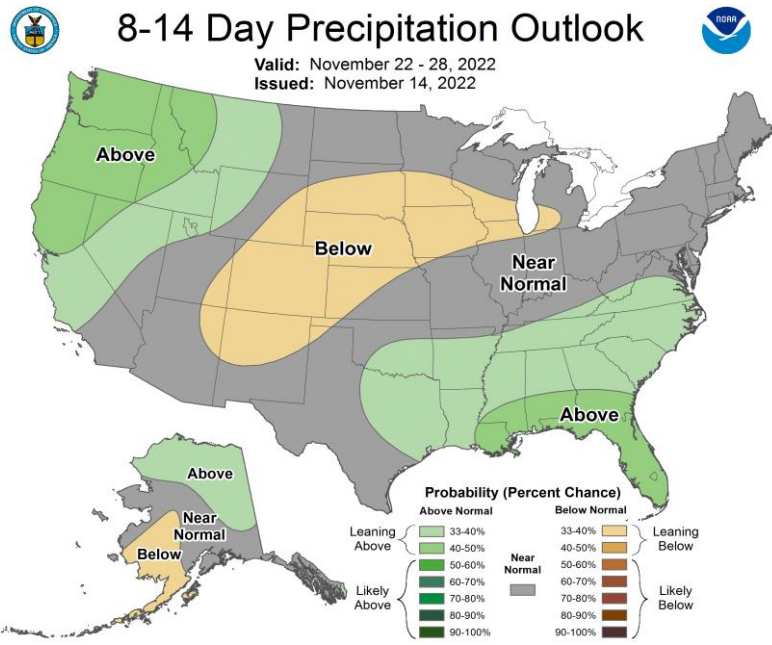 8-14 Day Precipitation Outlook
NOAA
Valid: November 22 - 28, 2022
Issued: November 14, 2022
Above
Below
Near
Normal
Above
Above
Near
Normal
Below
Probability (Percent Chance)
Above Normal
Below Normal
Leaning
Above
33-40%
40-50%
Likely
Above
50-60%
60-70%
70-80%
80-90%
90-100%
Near
Normal
33-40%
40-50%
Leaning
Below
50-60%
60-70%
70-80%
80-90%
90-100%
Likely
Below